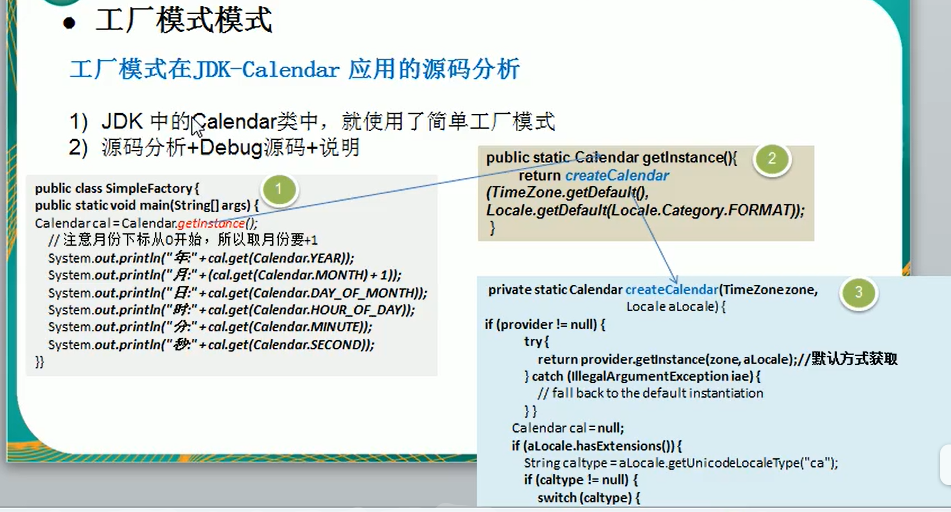 ● 工厂模式模式
工厂模式在JDK-Calendar 应用的源码分析
1) JDK 中的Calendar类中，就使用了简单工厂模式
2) 源码分析+Debug源码+说明
1
public class SimpleFactory {
public static void main(String[] args) {
Calendar cal = Calendar.getInstance();
// 注意月份下标从0开始，所以取月份要+1
System.out.println("年:" + cal.get(Calendar.YEAR));
System.out.println("月:" + (cal.get(Calendar.MONTH) + 1));
System.out.println("日:" + cal.get(Calendar.DAY_OF_MONTH));
System.out.println("时:" + cal.get(Calendar.HOUR_OF_DAY));
System.out.println("分:" + cal.get(Calendar.MINUTE));
System.out.println("秒:" + cal.get(Calendar.SECOND));
}}
2
public static Calendar getInstance(){
return createCalendar
(TimeZone.getDefault(),
Locale.getDefault(Locale.Category.FORMAT));
}
3
private static Calendar createCalendar(TimeZone zone,
Locale aLocale) {
if (provider != null) {
try {
return provider.getInstance(zone, aLocale);//默认方式获取
} catch (IllegalArgumentException iae) {
// fall back to the default instantiation
} }
Calendar cal = null;
if (aLocale.hasExtensions()) {
String caltype = aLocale.getUnicodeLocaleType("ca");
if (caltype != null) {
switch (caltype) {